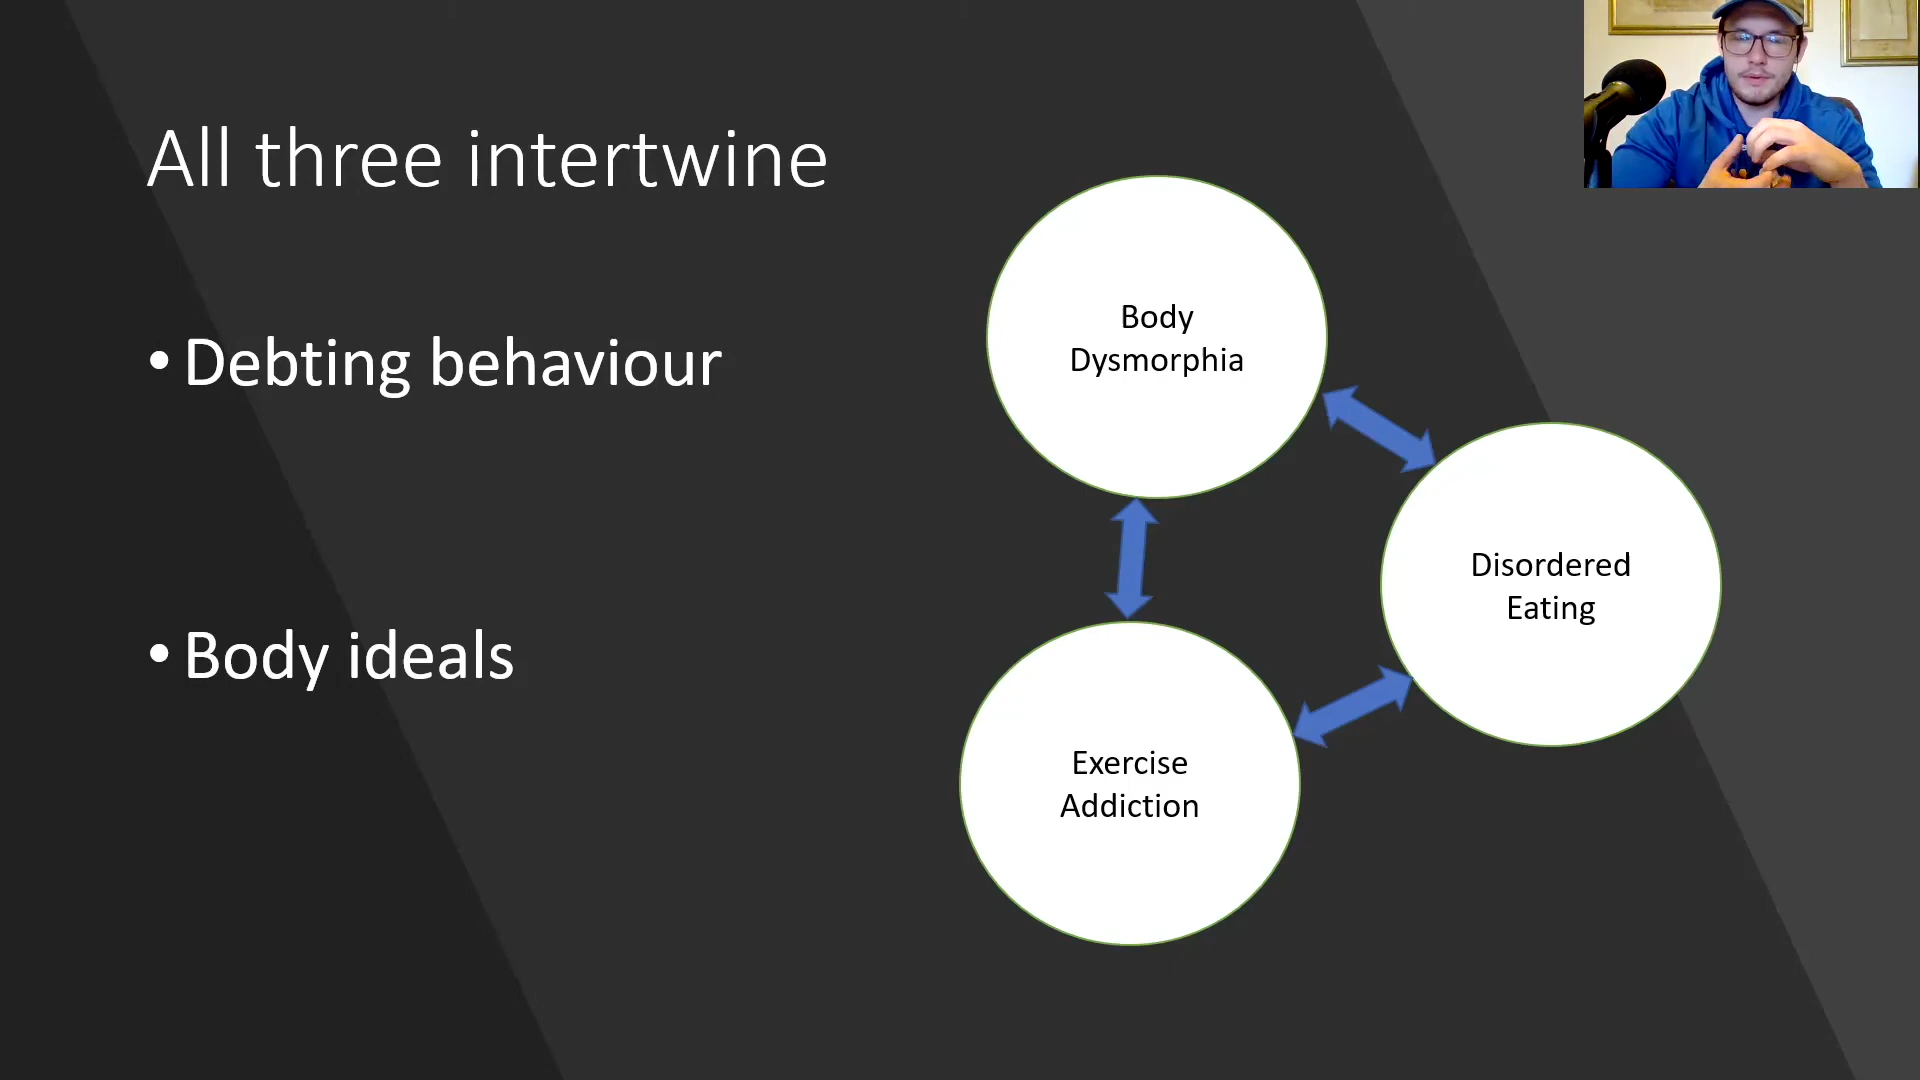 All three intertwine
• Debting behaviour
• Body ideals
Body
Dysmorphia
Disordered
Eating
Exercise
Addiction